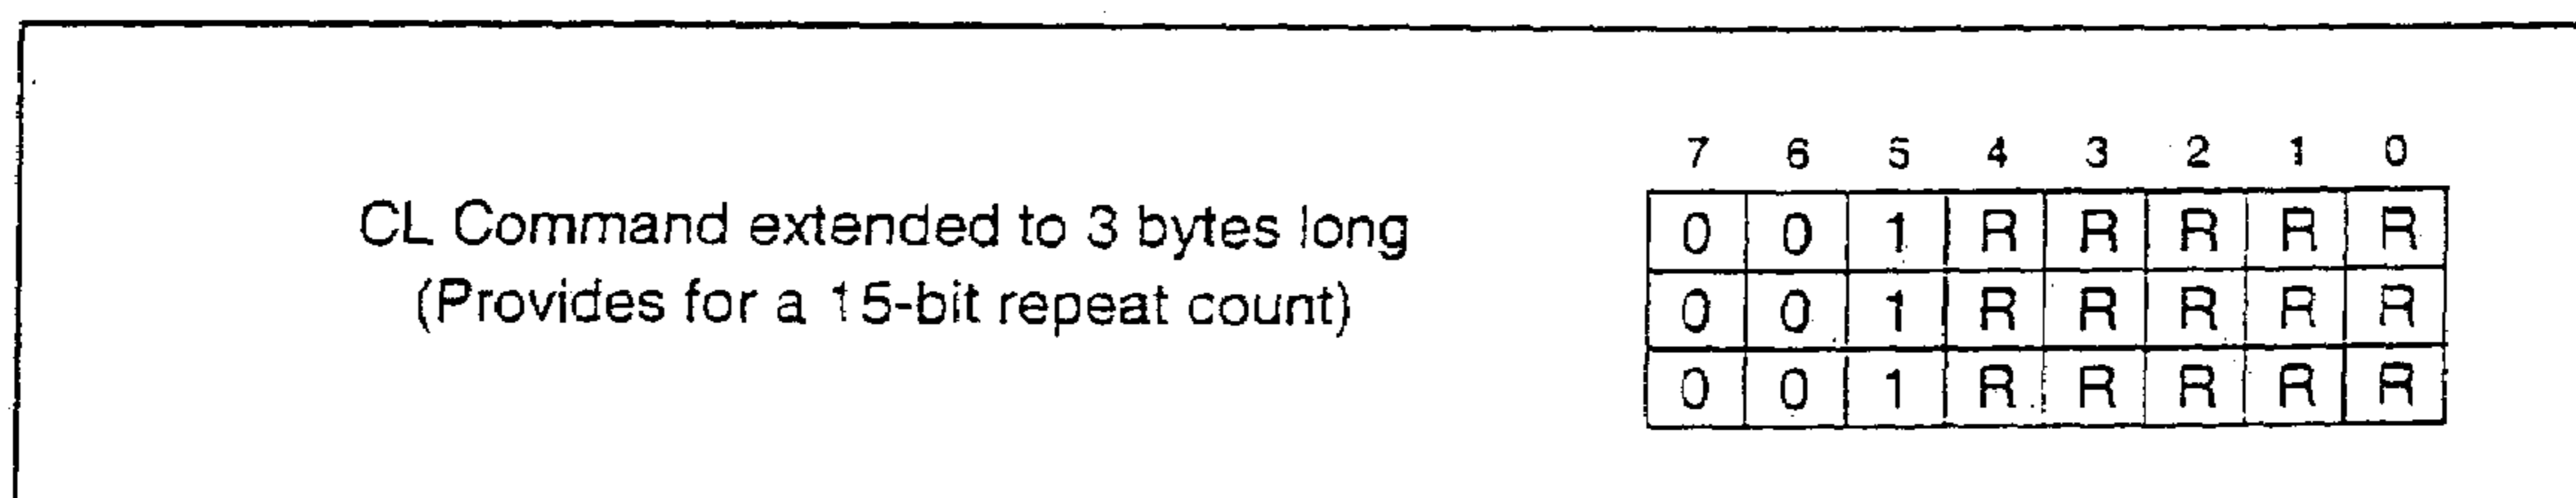 7 6 5 4 3 2 1 0
CL Command extended to 3 bytes long
(Provides for a 15-bit repeat count)
0 0 1 R R R R R
0 0 1 R R R R R
0 0 1 R R R R R